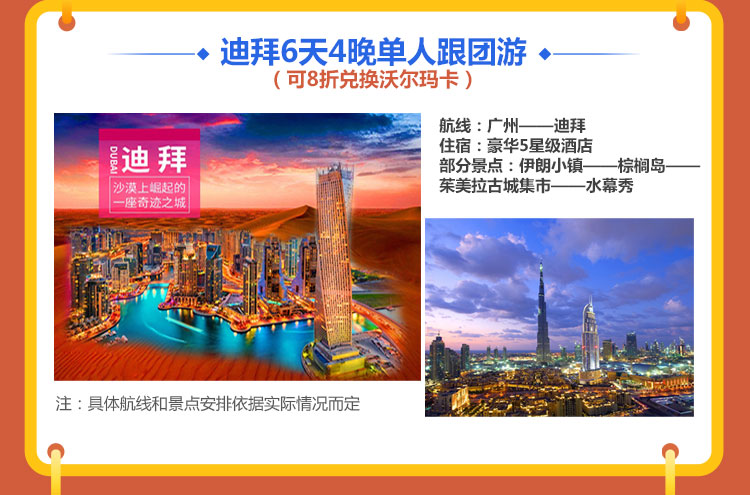 迪拜6天4晚单人跟团游
（可8折兑换沃尔玛卡）
DUBAI
迪拜
沙漠上崛起的
一座奇迹之城
航线：广州——迪拜
住宿：豪华5星级酒店
部分景点：伊朗小镇——棕榈岛——
茱美拉古城集市——水幕秀
注：具体航线和景点安排依据实际情况而定